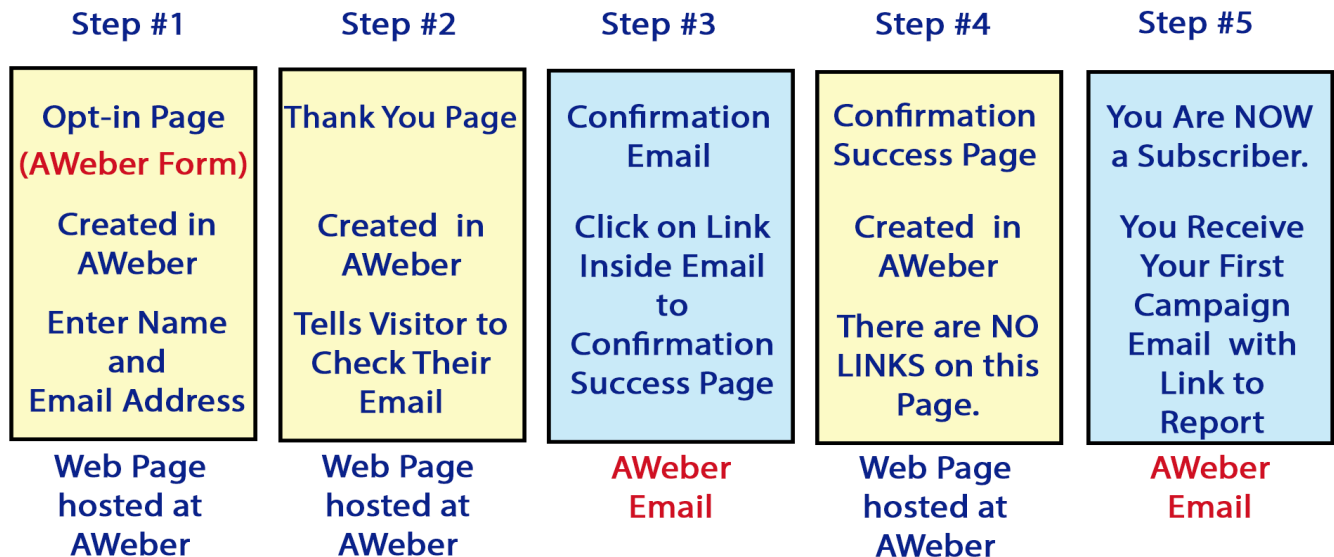 Step #1
Opt-in Page
(AWeber Form)
Created in
AWeber
Enter Name
and
Email Address
Web Page
hosted at
AWeber
Step #2
Thank You Page
Created in
AWeber
Tells Visitor to
Check Their
Email
Web Page
hosted at
AWeber
Step #3
Confirmation
Email
Click on Link
Inside Email
to
Confirmation
Success Page
AWeber
Email
Step #4
Confirmation
Success Page
Created in
AWeber
There are NO
LINKS on this
Page.
Web Page
hosted at
AWeber
Step #5
You Are NOW
a Subscriber.
You Receive
Your First
Campaign
Email with
Link to
Report
AWeber
Email